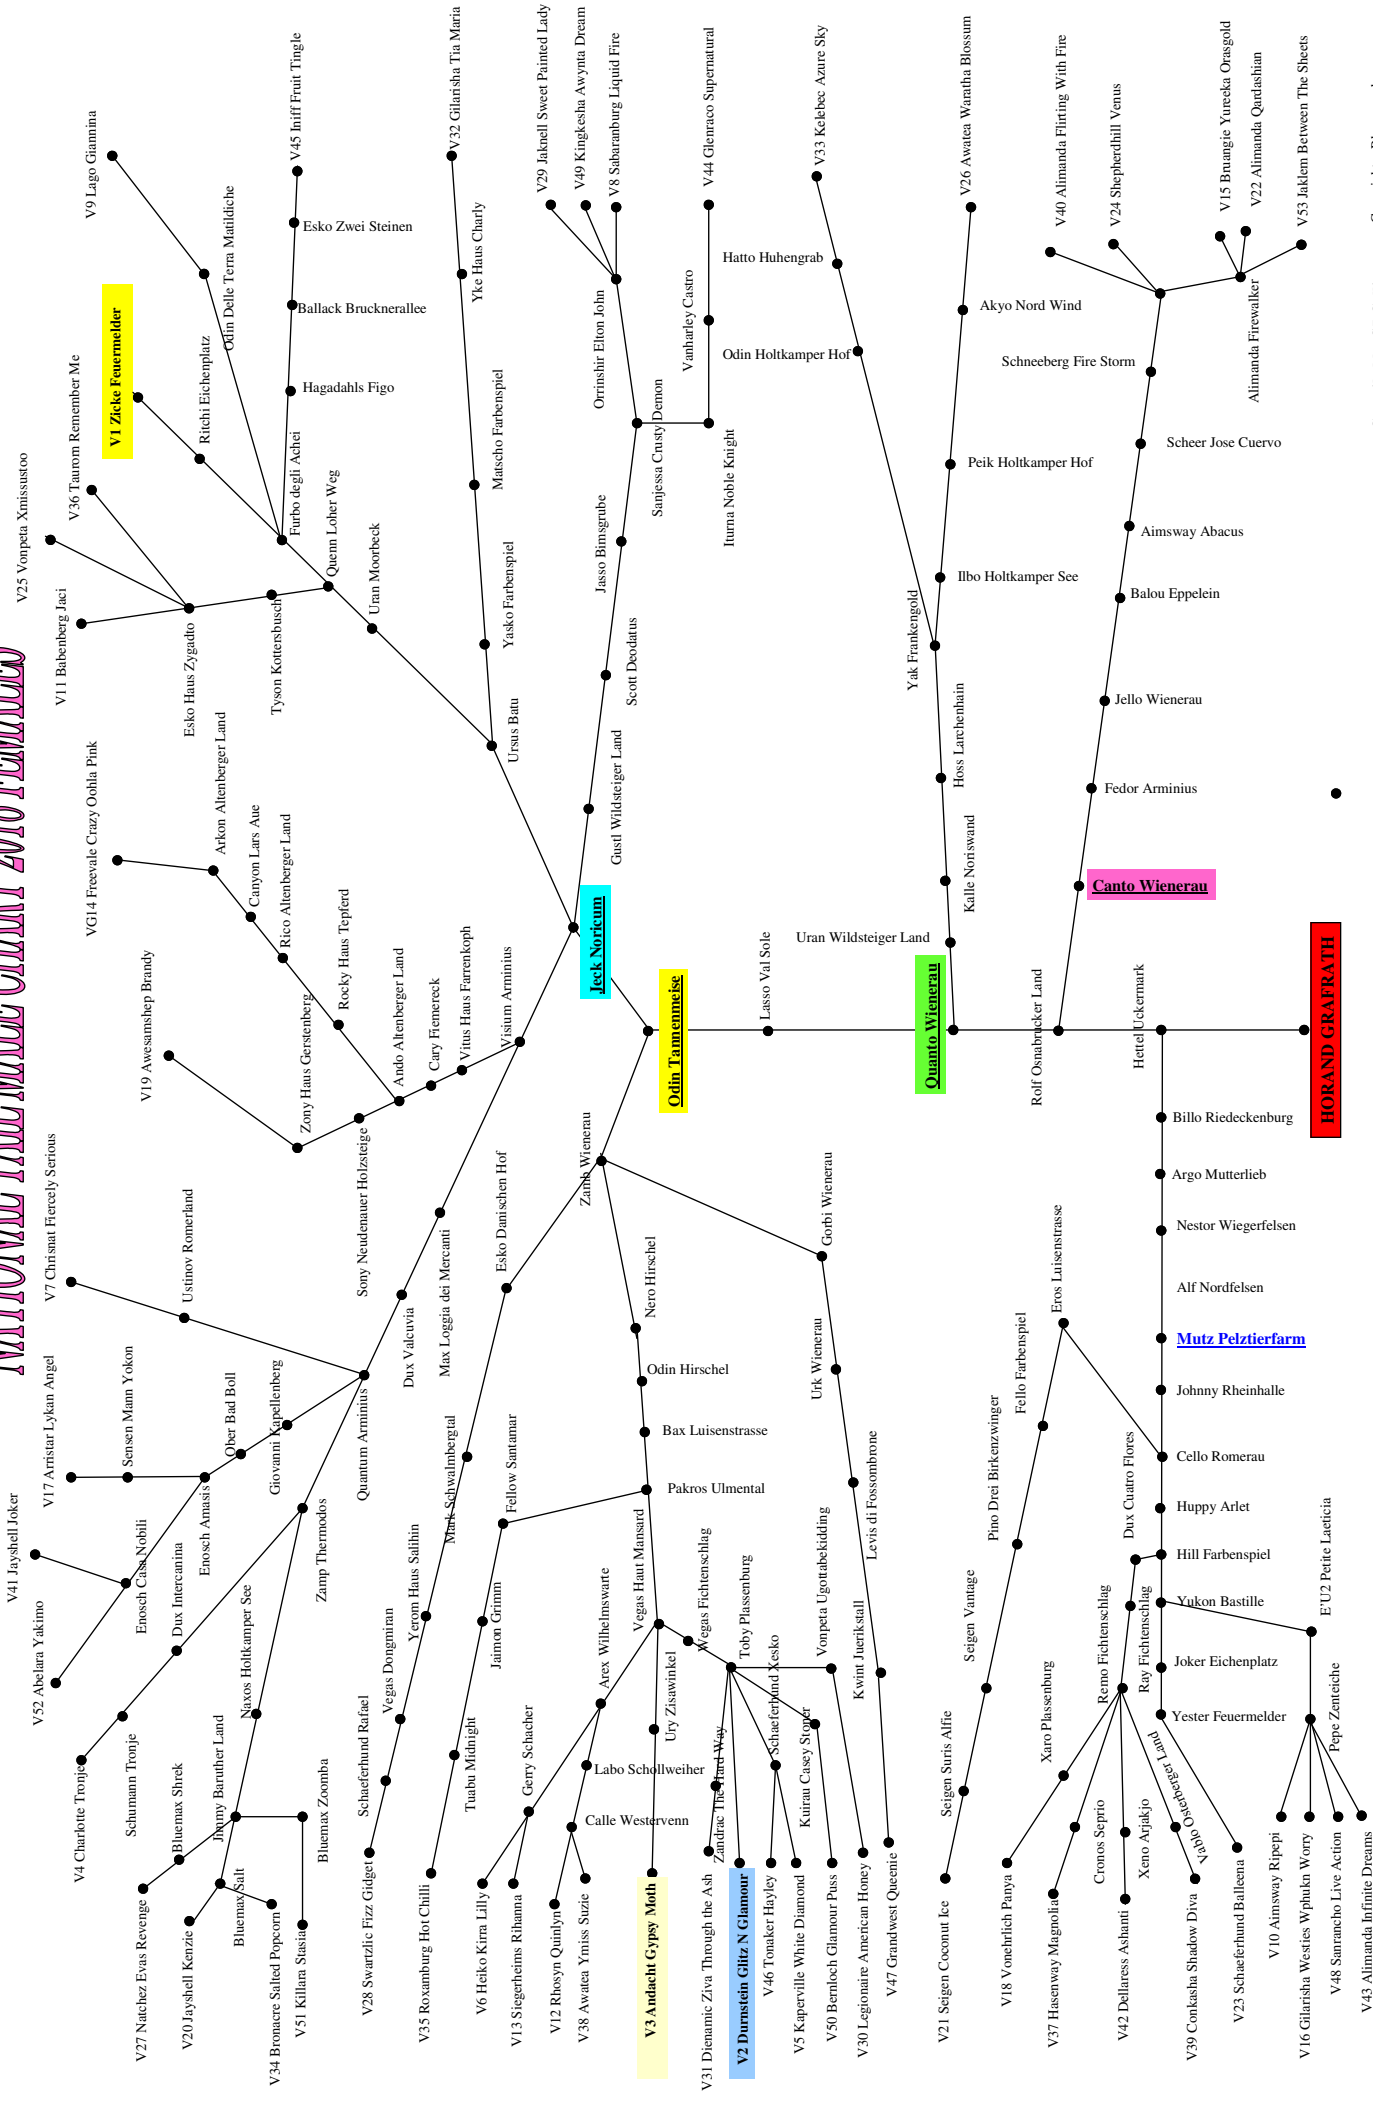 V9 Lago Giannina
V45 Iniff Fruit Tingle
Odin Delle Terra Matildiche
Esko Zwei Steinen
Ballack Brucknerallee
V1 Zicke Feuermelder
Ritchi Eichenplatz
Hagadahls Figo
V36 Taurom Remember Me
V25 Vonpeta Xmissustoo
V11 Babenberg Jaci
Furbo degli Achei
Quenn Loher Weg
Uran Moorbeck
Tyson Kottersbusch
Esko Haus Zygadto
V32 Gilarisha Tia Maria
Yke Haus Charly
Matscho Farbenspiel
Yasko Farbenspiel
Ursus Batu
V29 Jaknell Sweet Painted Lady
V49 Kingkesha Awynta Dream
V8 Sabaranburg Liquid Fire
V44 Glenraco Supernatural
Orrinshir Elton John
Vanharley Castro
Sanjessa Crusty Demon
Iturna Noble Knight
Jasso Bimsgrube
Scott Deodatus
Gustl Wildsteiger Land
V33 Kelebec Azure Sky
Hatto Huhengrab
Odin Holtkamper Hof
V26 Awatea Waratha Blossum
Akyo Nord Wind
Peik Holtkamper Hof
Ilbo Holtkamper See
Yak Frankengold
Hoss Larchenhain
Kalle Noriswand
Uran Wildsteiger Land
V40 Alimanda Flirting With Fire
V24 Shepherdhill Venus
V15 Bruangie Yureeka Orasgold
V22 Alimanda Qardashian
V53 Jaklem Between The Sheets
Alimanda Firewalker
Schneeberg Fire Storm
Scheer Jose Cuervo
Aimsway Abacus
Balou Eppelein
Jello Wienerau
Fedor Arminius
Canto Wienerau
VG14 Freevale Crazy Oohla Pink
Arkon Altenberger Land
Canyon Lars Aue
Rico Altenberger Land
Rocky Haus Tepferd
V19 Awesamshep Brandy
Zony Haus Gerstenberg
Sony Neudenauer Holzsteige
Ando Altenberger Land
Cary Fiemereck
Vitus Haus Farrenkoph
Visium Arminius
Jeck Noricum
Odin Tannenmeise
Lasso Val Sole
Quanto Wienerau
Rolf Osnabrucker Land
Hettel Uckermark
HORAND GRAFRATH
V7 Chrisnat Fiercely Serious
Ustinov Romerland
Max Loggia dei Mercanti
Dux Valcuvia
Quantum Arminius
V17 Arristar Lykan Angel
Sensen Mann Yokon
Ober Bad Boll
Giovanni Kapellenberg
Enosch Amasis
V41 Jayshell Joker
Enosch Casa Nobili
V52 Abelara Yakimo
Zamp Thermodos
Dux Intercanina
Schumann Tronje
V4 Charlotte Tronje
Naxos Holtkamper See
Jimmy Baruther Land
Bluemax Shrek
Bluemax Salt
Bluemax Zoomba
V27 Natchez Evas Revenge
V20 Jayshell Kenzie
V34 Bronacre Salted Popcorn
V51 Killara Stasia
Zamb Wienerau
Esko Danischen Hof
Mark Schwalmbergtal
Yerom Haus Salihin
Vegas Dongmiran
Schaeferhund Rafael
V28 Swartzlic Fizz Gidget
Nero Hirschel
Odin Hirschel
Bax Luisenstrasse
Pakros Ulmental
Fellow Santamar
Jaimon Grimm
Tuabu Midnight
V35 Roxamburg Hot Chilli
Vegas Haut Mansard
Arex Wilhelmswarte
Gerry Schacher
Labo Schollweiher
Calle Westervenn
V6 Heiko Kirra Lilly
V13 Siegerheims Rihanna
V12 Rhosyn Quinlyn
V38 Awatea Ymiss Suzie
Ury Zisawinkel
V3 Andacht Gypsy Moth
Wegas Fichtenschlag
Toby Plassenburg
Zandrac The Hard Way
Schaeferhund Xesko
Kuirau Casey Stoner
Vonpeta Ugottabekidding
V31 Dienamic Ziva Through the Ash
V2 Durnstein Glitz N Glamour
V46 Tonaker Hayley
V5 Kaperville White Diamond
V50 Bernloch Glamour Puss
V30 Legionaire American Honey
Gorbi Wienerau
Urk Wienerau
Levis di Fossombrone
Kwint Juerikstall
V47 Grandwest Queenie
Billo Riedeckenburg
Argo Mutterlieb
Nestor Wiegerfelsen
Alf Nordfelsen
Mutz Pelztierfarm
Johnny Rheinhalle
Cello Romerau
Huppy Arlet
Hill Farbenspiel
Yukon Bastille
Joker Eichenplatz
Yester Feuermelder
Eros Luisenstrasse
Fello Farbenspiel
Pino Drei Birkenzwinger
Seigen Vantage
Seigen Suris Alfie
V21 Seigen Coconut Ice
Dux Cuatro Flores
Ray Fichtenschlag
Remo Fichtenschlag
Xaro Plassenburg
Cronos Seprio
Xeno Arjakjo
Vablo Osterberger Land
V18 Vonehrlich Panya
V37 Hasenway Magnolia
V42 Dellaress Ashanti
V39 Conkasha Shadow Diva
V23 Schaeferhund Balleena
E'U2 Petite Laeticia
Pepe Zenteiche
V10 Aimsway Ripepi
V16 Gilarisha Westies Wphukn Worry
V48 Sanrancho Live Action
V43 Alimanda Infinite Dreams